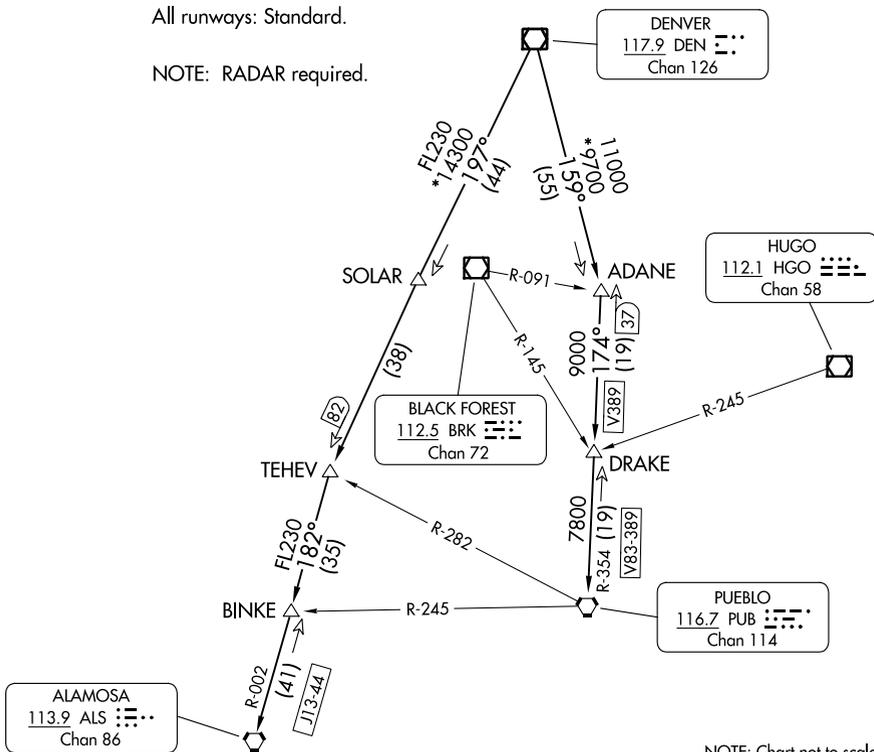 All runways: Standard.
NOTE: RADAR required.
DENVER
117.9 DEN
Chan 126
FL230
*14300
197°
(44)
11000
*9700
159°
(55)
HUGO
112.1 HGO
Chan 58
SOLAR
R-091
ADANE
37
(38)
R-145
9000
174°
(19)
V389
R-245
82
BLACK FOREST
112.5 BRK
Chan 72
TEHEV
DRAKE
R-282
7800
R-354 (19)
V83-389
FL230
182°
(35)
BINKE
R-245
PUEBLO
116.7 PUB
Chan 114
R-002
(41)
J13-44
ALAMOSA
113.9 ALS
Chan 86
NOTE: Chart not to scale